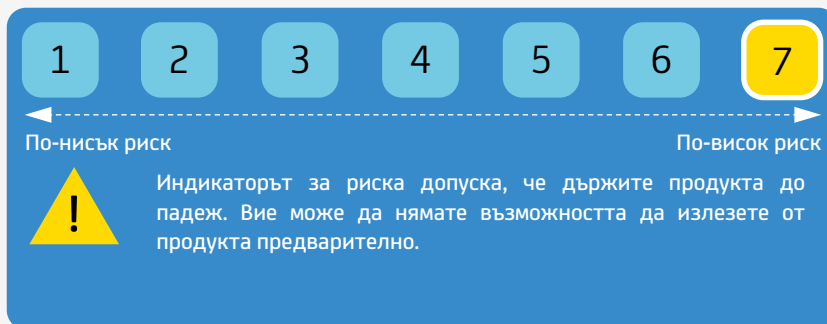 1 2 3 4 5 6 7
По-нисък риск По-висок риск
! Индикаторът за риска допуска, че държите продукта до
падеж. Вие може да нямате възможността да излезете от
продукта предварително.